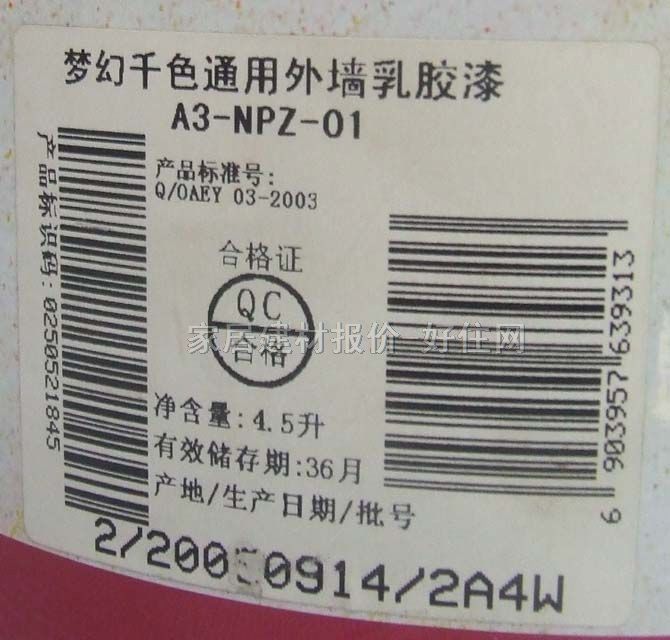 梦幻千色通用外墙乳胶漆
A3-NPZ-01
产品标准号:
Q/OAEY 03-2003
产品标识码: 0250521845
合格证
QC
合格
家居建材报价 好住网
净含量: 4.5升
有效储存期:36月
产地/生产日期/批号
6 903957 639313